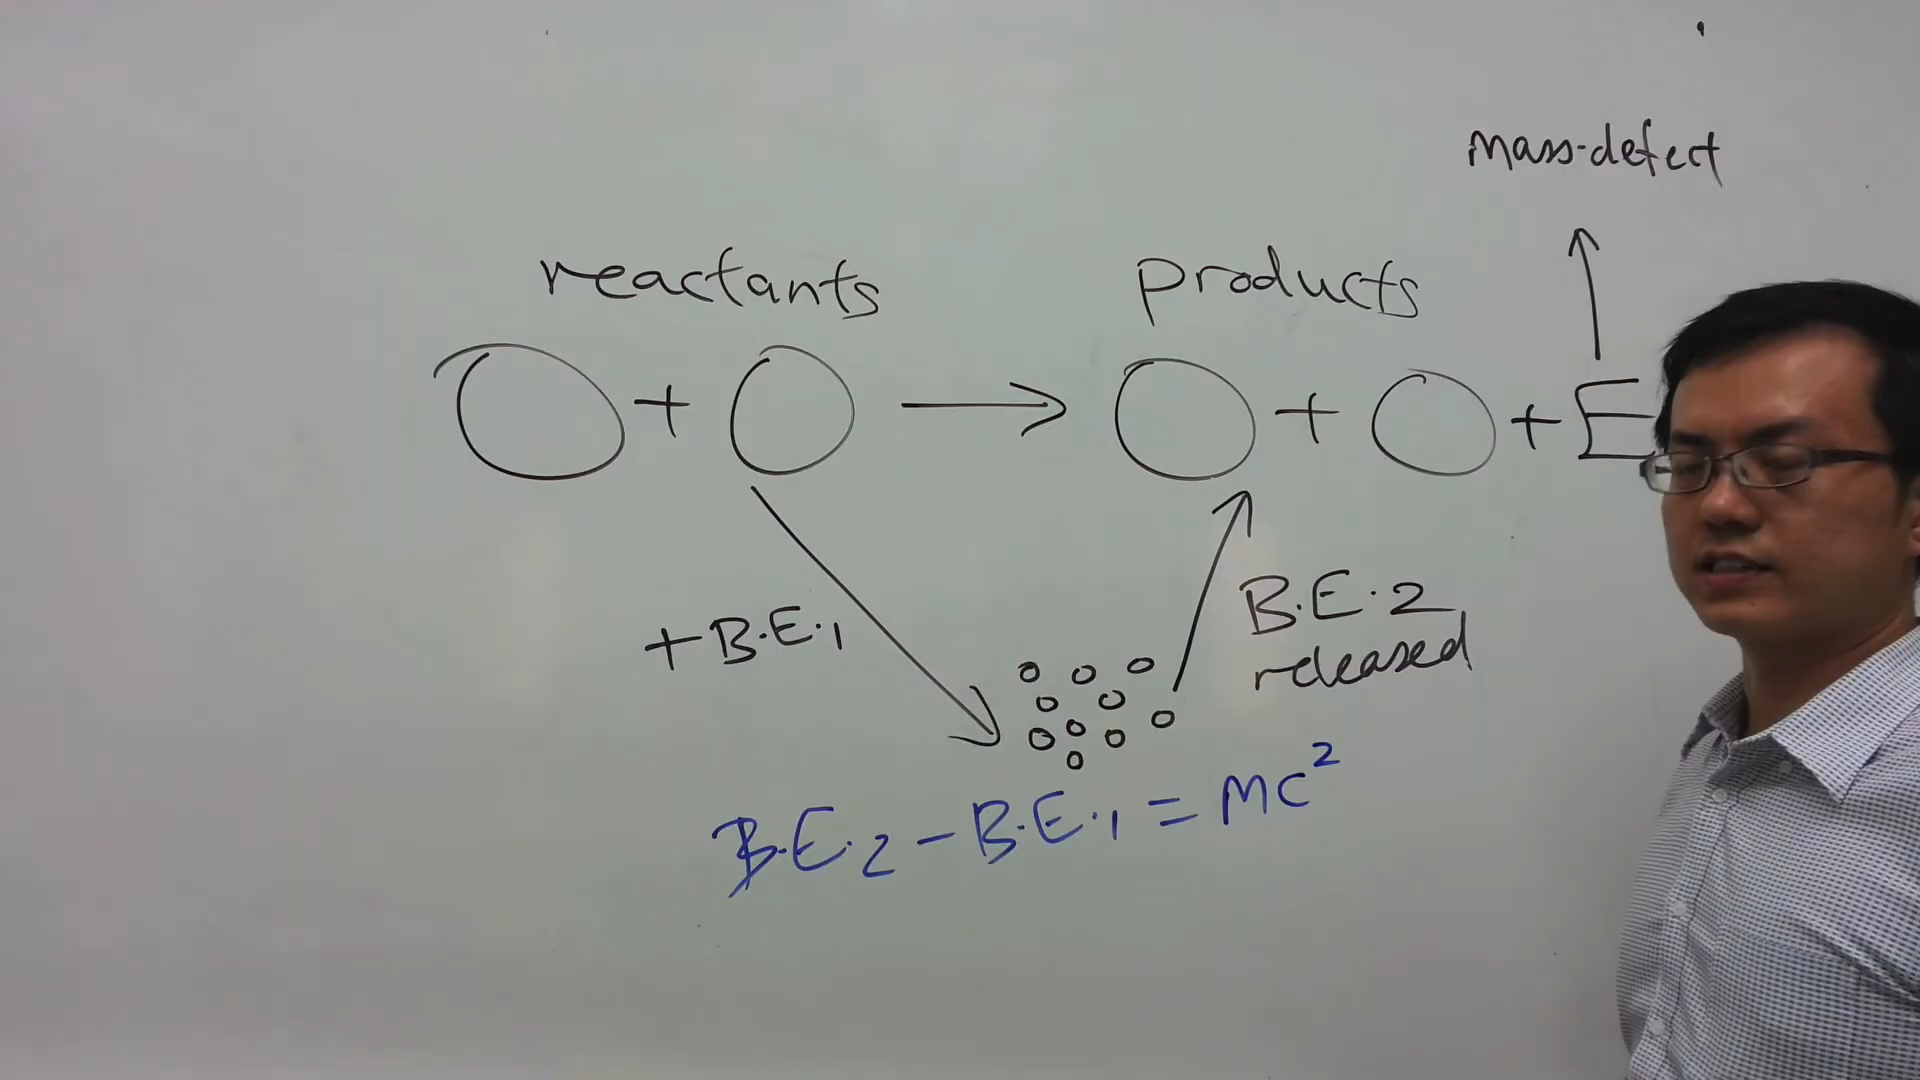 mass-defect
reactants
products
+ → + + E
+B.E.1
B.E.2
released
B.E.2 - B.E.1 = mc²